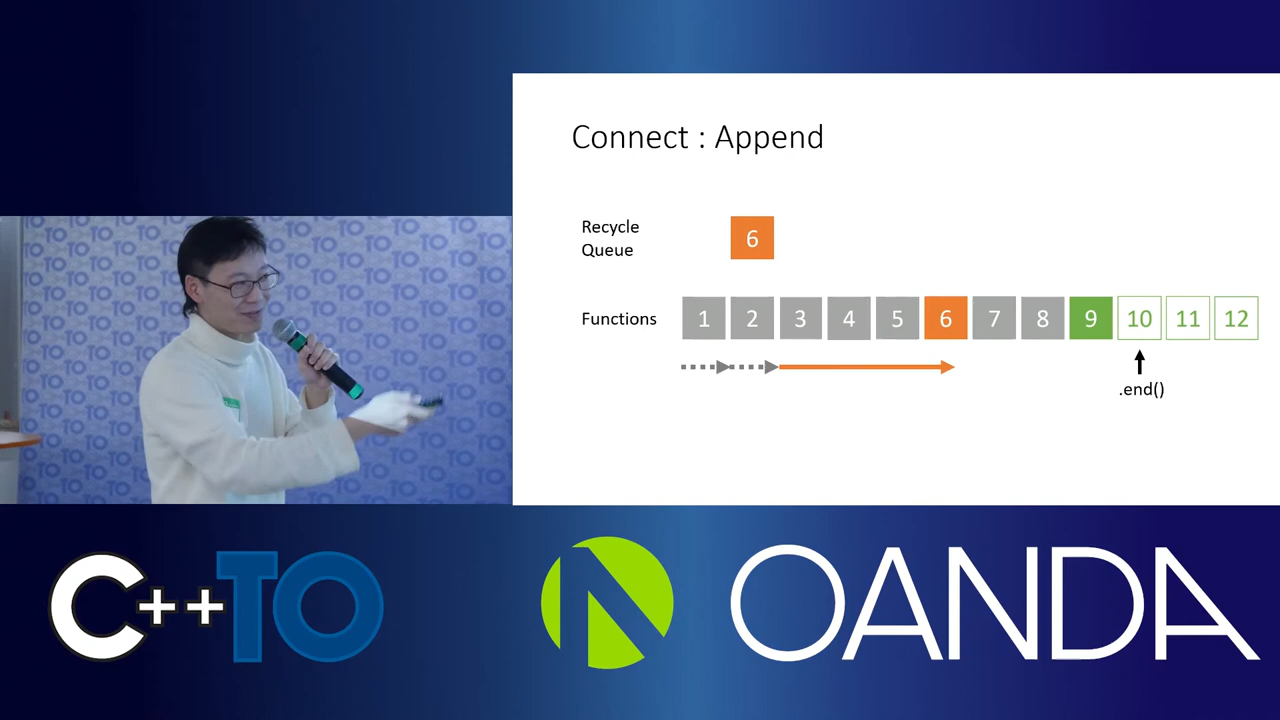 Connect : Append
Recycle
Queue
6
Functions
1 2 3 4 5 6 7 8 9 10 11 12
.end()
C++TO
OANDA